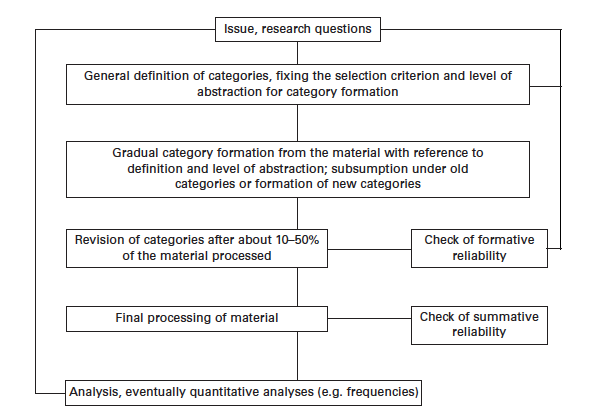 Issue, research questions
General definition of categories, fixing the selection criterion and level of
abstraction for category formation
Gradual category formation from the material with reference to
definition and level of abstraction; subsumption under old
categories or formation of new categories
Revision of categories after about 10–50%
of the material processed
Check of formative
reliability
Final processing of material
Check of summative
reliability
Analysis, eventually quantitative analyses (e.g. frequencies)